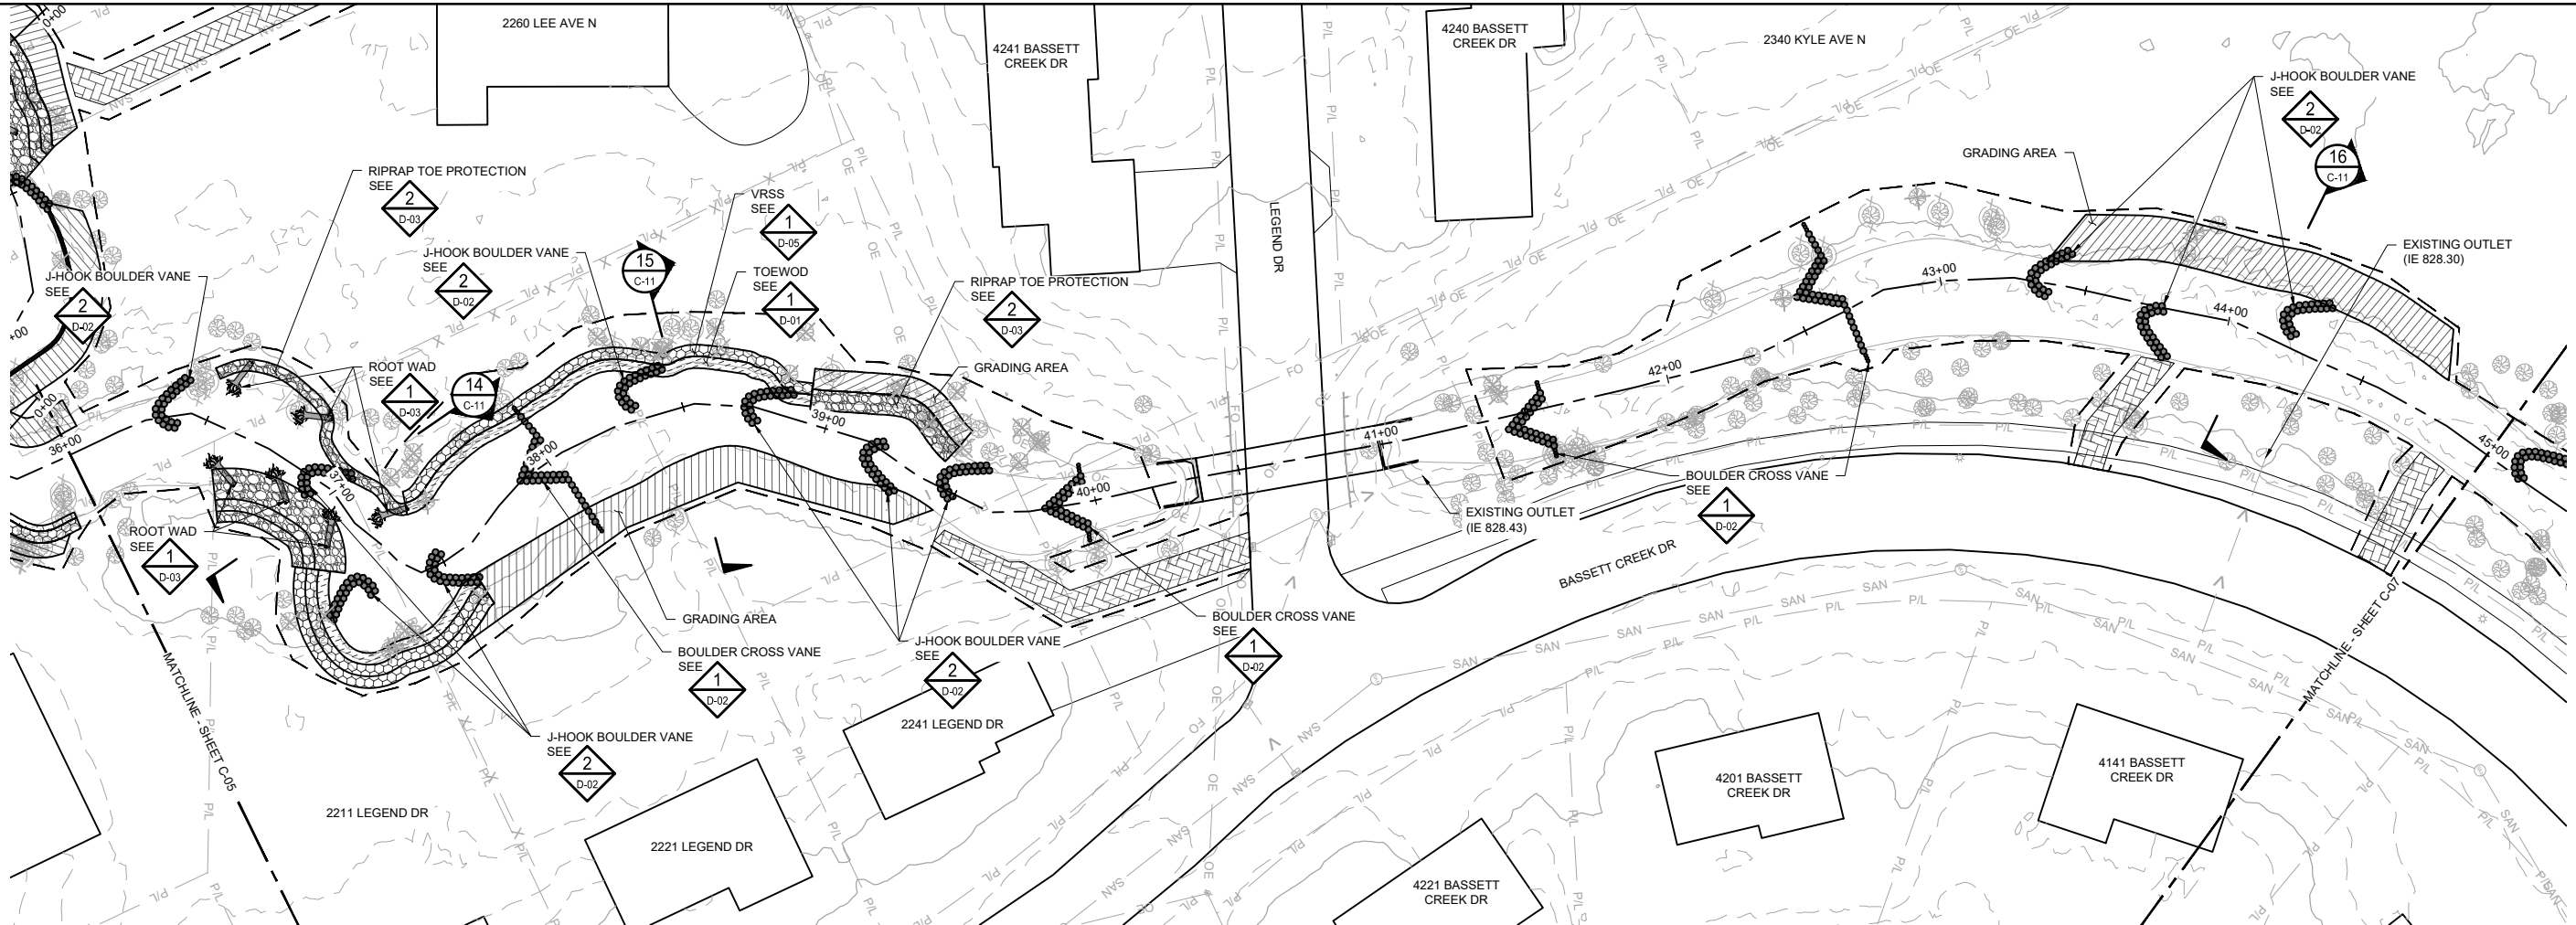 0+00
2260 LEE AVE N
4241 BASSETT
CREEK DR
4240 BASSETT
CREEK DR
2340 KYLE AVE N
J-HOOK BOULDER VANE
SEE
2
D-02
16
C-11
GRADING AREA
EXISTING OUTLET
(IE 828.30)
RIPRAP TOE PROTECTION
SEE
2
D-03
VRSS
SEE
1
D-05
J-HOOK BOULDER VANE
SEE
2
D-02
15
C-11
TOEWOD
SEE
1
D-01
RIPRAP TOE PROTECTION
SEE
2
D-03
GRADING AREA
J-HOOK BOULDER VANE
SEE
2
D-02
ROOT WAD
SEE
1
D-03
14
C-11
LEGEND DR
+00
0+00
36+00
37+00
38+00
39+00
40+00
41+00
42+00
43+00
44+00
45+00
ROOT WAD
SEE
1
D-03
EXISTING OUTLET
(IE 828.43)
BOULDER CROSS VANE
SEE
1
D-02
BASSETT CREEK DR
GRADING AREA
BOULDER CROSS VANE
SEE
1
D-02
J-HOOK BOULDER VANE
SEE
2
D-02
BOULDER CROSS VANE
SEE
1
D-02
J-HOOK BOULDER VANE
SEE
2
D-02
MATCHLINE - SHEET C-05
MATCHLINE - SHEET C-07
2211 LEGEND DR
2221 LEGEND DR
2241 LEGEND DR
4221 BASSETT
CREEK DR
4201 BASSETT
CREEK DR
4141 BASSETT
CREEK DR
SAN
P/L
OE
FO